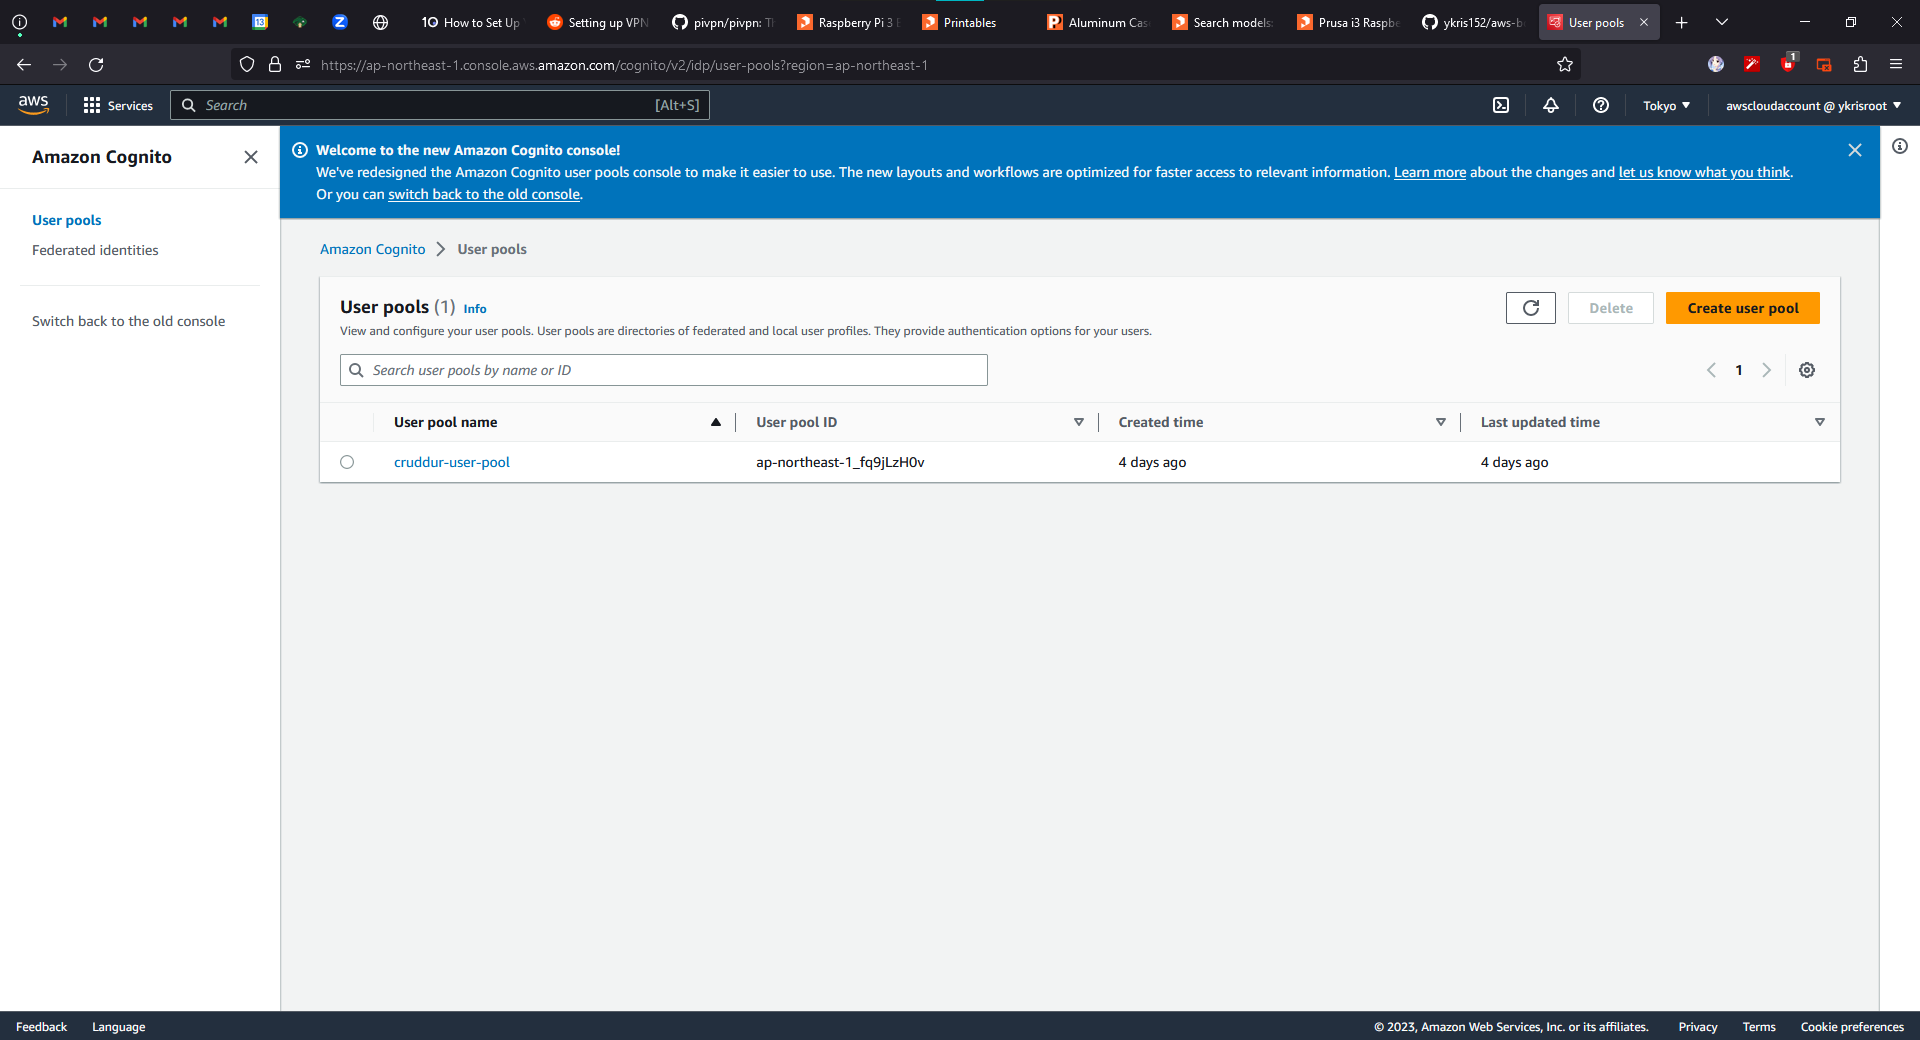 13
Z
1O How to Set Up
Setting up VPN
pivpn/pivpn: Th
Raspberry Pi 3 B
Printables
Aluminum Cas
Search models:
Prusa i3 Raspbe
ykris152/aws-b
User pools
https://ap-northeast-1.console.aws.amazon.com/cognito/v2/idp/user-pools?region=ap-northeast-1
1
aws
Services
Search
[Alt+S]
Tokyo
awscloudaccount @ ykrisroot
Amazon Cognito
User pools
Federated identities
Switch back to the old console
Welcome to the new Amazon Cognito console!
We've redesigned the Amazon Cognito user pools console to make it easier to use. The new layouts and workflows are optimized for faster access to relevant information. Learn more about the changes and let us know what you think.
Or you can switch back to the old console.
Amazon Cognito
User pools
User pools (1) Info
View and configure your user pools. User pools are directories of federated and local user profiles. They provide authentication options for your users.
Delete
Create user pool
Search user pools by name or ID
1
User pool name
User pool ID
Created time
Last updated time
cruddur-user-pool
ap-northeast-1_fq9jLzH0v
4 days ago
4 days ago
Feedback
Language
© 2023, Amazon Web Services, Inc. or its affiliates.
Privacy
Terms
Cookie preferences